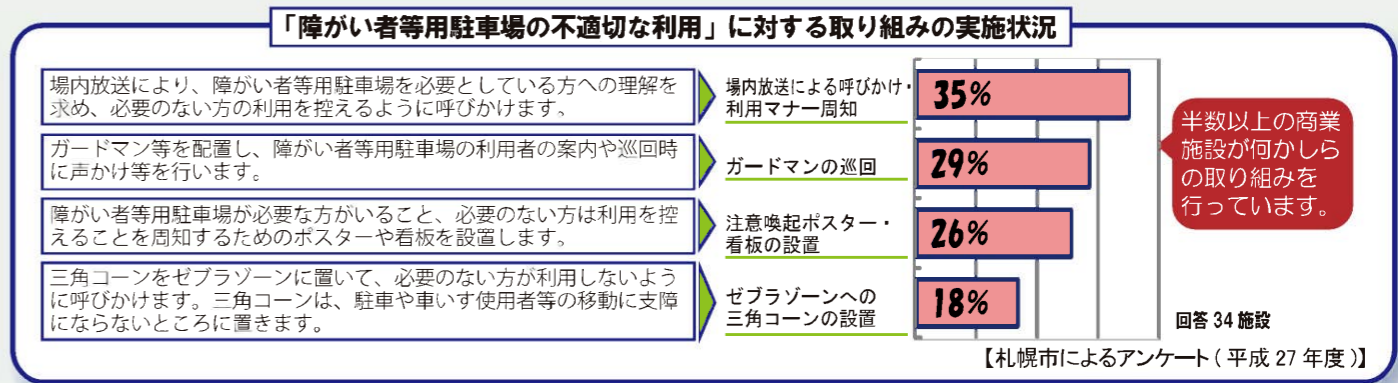 「障がい者等用駐車場の不適切な利用」に対する取り組みの実施状況
場内放送により、障がい者等用駐車場を必要としている方への理解を
求め、必要のない方の利用を控えるように呼びかけます。
場内放送による呼びかけ・
利用マナー周知
35%
ガードマン等を配置し、障がい者等用駐車場の利用者の案内や巡回時
に声かけ等を行います。
ガードマンの巡回
29%
障がい者等用駐車場が必要な方がいること、必要のない方は利用を控
えることを周知するためのポスターや看板を設置します。
注意喚起ポスター・
看板の設置
26%
三角コーンをゼブラゾーンに置いて、必要のない方が利用しないよう
に呼びかけます。三角コーンは、駐車や車いす使用者等の移動に支障
にならないところに置きます。
ゼブラゾーンへの
三角コーンの設置
18%
半数以上の商業
施設が何かしら
の取り組みを
行っています。
回答 34 施設
【札幌市によるアンケート ( 平成 27 年度 )】